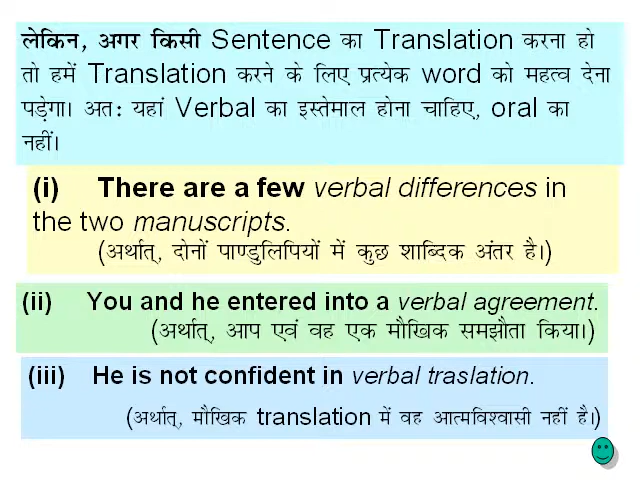 लेकिन, अगर किसी Sentence का Translation करना हो
तो हमें Translation करने के लिए प्रत्येक word को महत्व देना
पड़ेगा। अतः यहां Verbal का इस्तेमाल होना चाहिए, oral का
नहीं।
(i) There are a few verbal differences in
the two manuscripts.
(अर्थात्, दोनों पाण्डुलिपियों में कुछ शाब्दिक अंतर है।)
(ii) You and he entered into a verbal agreement.
(अर्थात्, आप एवं वह एक मौखिक समझौता किया।)
(iii) He is not confident in verbal traslation.
(अर्थात्, मौखिक translation में वह आत्मविश्वासी नहीं है।)